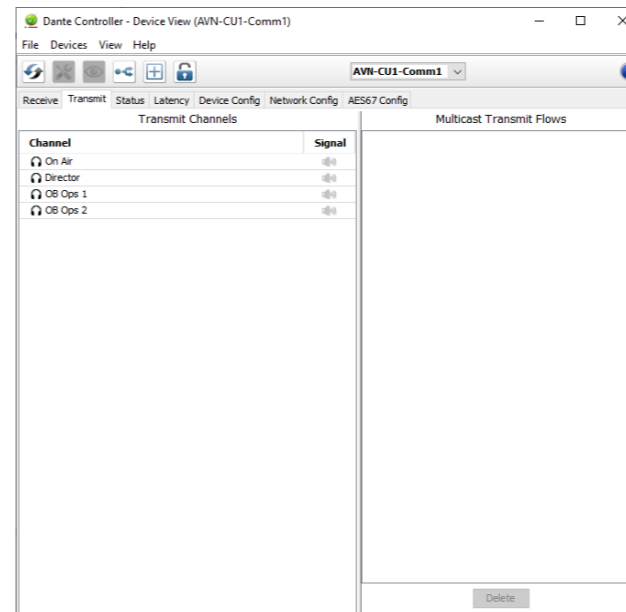 Dante Controller - Device View (AVN-CU1-Comm1)
File Devices View Help
AVN-CU1-Comm1
Receive Transmit Status Latency Device Config Network Config AES67 Config
Transmit Channels
Multicast Transmit Flows
Channel Signal
On Air
Director
OB Ops 1
OB Ops 2
Delete